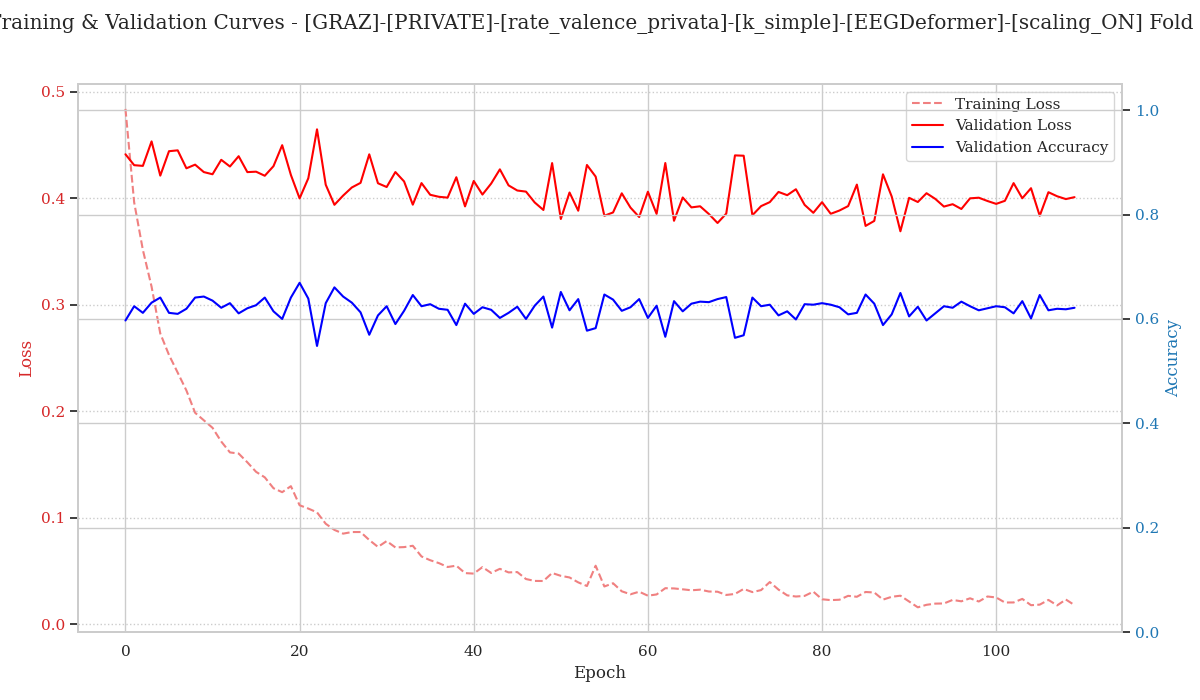 Training & Validation Curves - [GRAZ]-[PRIVATE]-[rate_valence_privata]-[k_simple]-[EEGDeformer]-[scaling_ON] Fold
0.5
0.4
0.3
0.2
0.1
0.0
Loss
Training Loss
Validation Loss
Validation Accuracy
1.0
0.8
0.6
0.4
0.2
0.0
Accuracy
0 20 40 60 80 100
Epoch